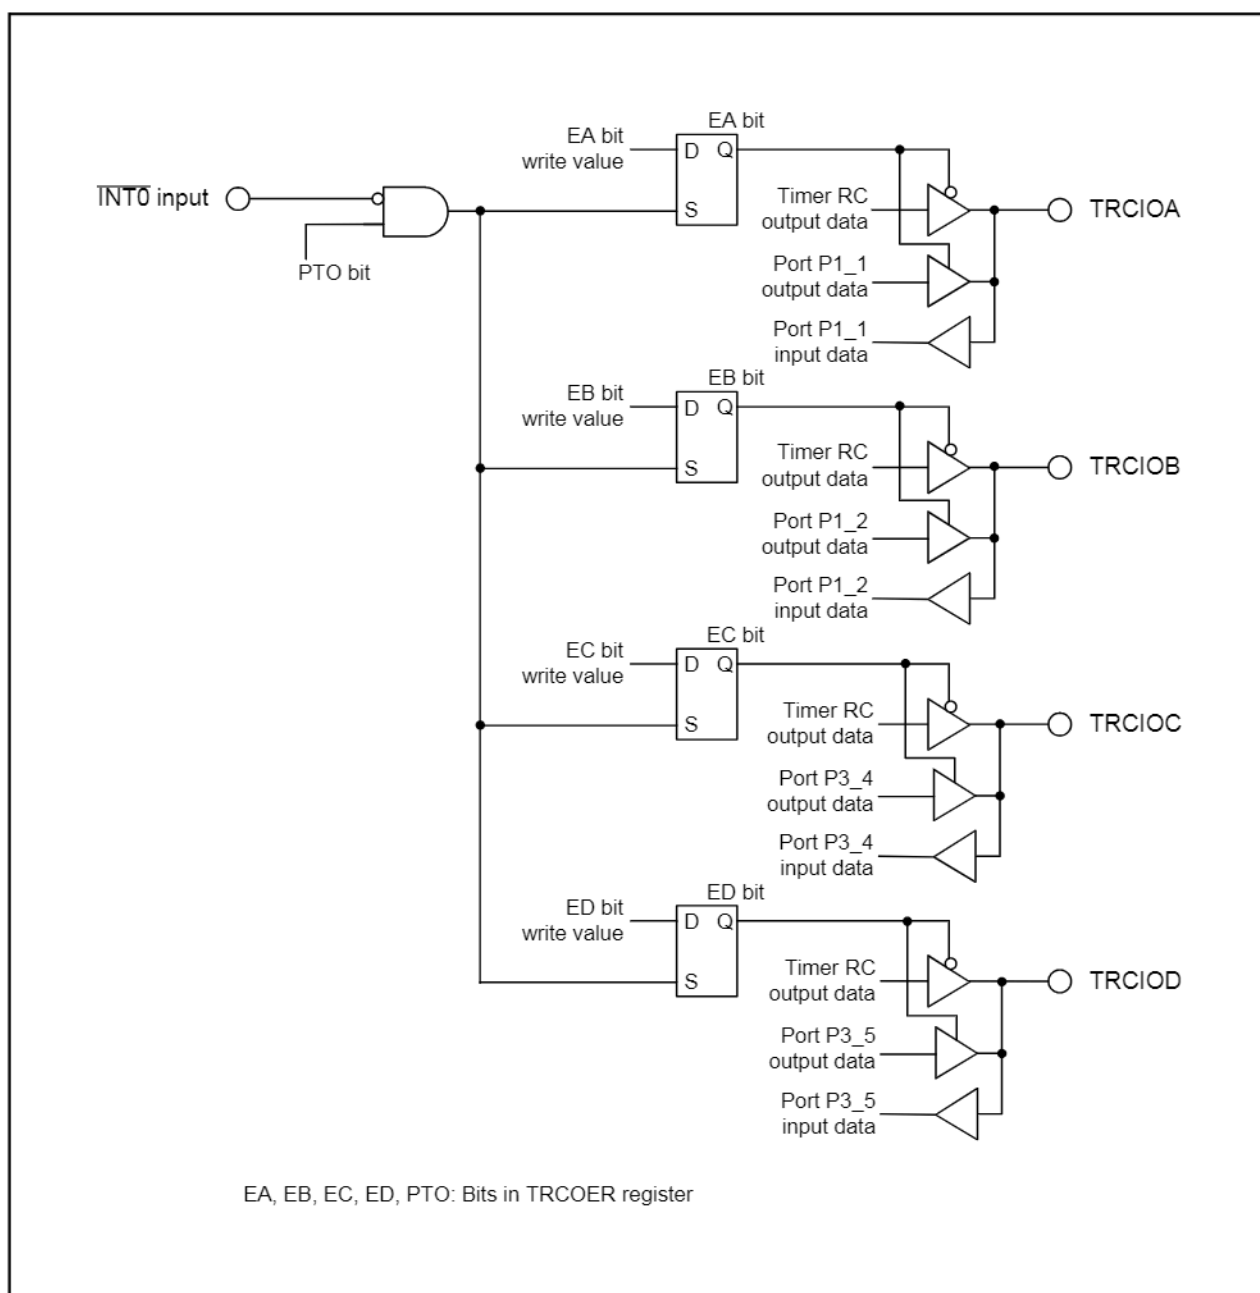 EA bit
EA bit
write value
D Q
S
INT0 input
PTO bit
Timer RC
output data
TRCIOA
Port P1_1
output data
Port P1_1
input data
EB bit
EB bit
write value
D Q
S
Timer RC
output data
TRCIOB
Port P1_2
output data
Port P1_2
input data
EC bit
EC bit
write value
D Q
S
Timer RC
output data
TRCIOC
Port P3_4
output data
Port P3_4
input data
ED bit
ED bit
write value
D Q
S
Timer RC
output data
TRCIOD
Port P3_5
output data
Port P3_5
input data
EA, EB, EC, ED, PTO: Bits in TRCOER register